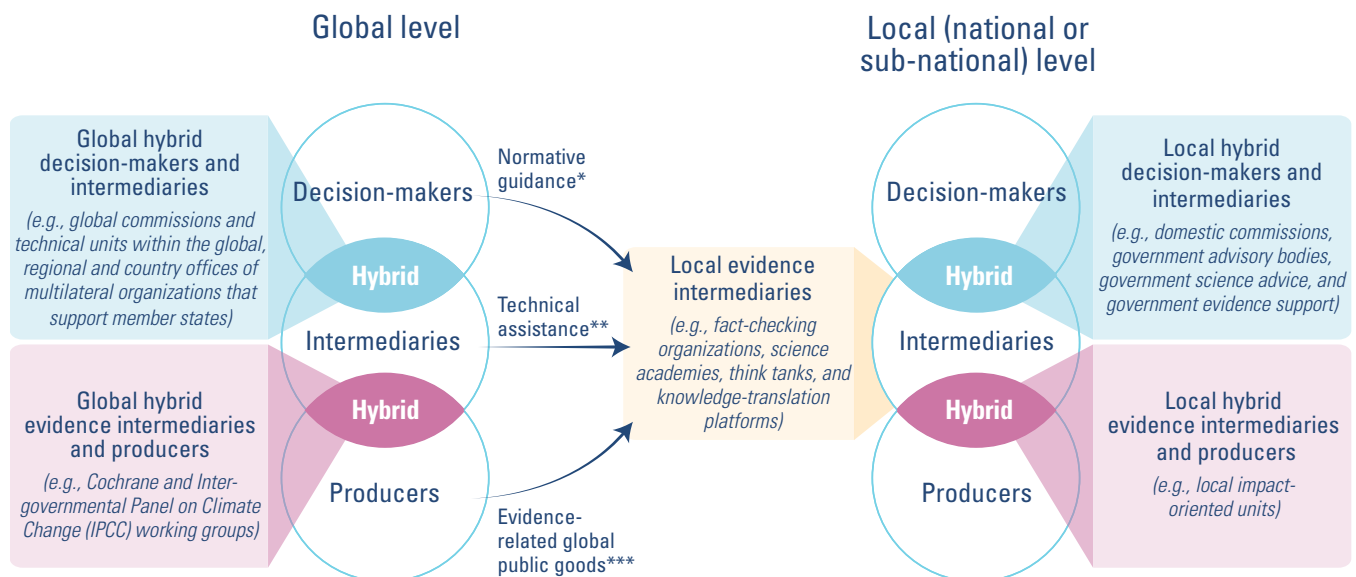 Global level
Local (national or
sub-national) level
Global hybrid
decision-makers and
intermediaries
(e.g., global commissions and
technical units within the global,
regional and country offices of
multilateral organizations that
support member states)
Global hybrid
evidence intermediaries
and producers
(e.g., Cochrane and Inter-
governmental Panel on Climate
Change (IPCC) working groups)
Decision-makers
Hybrid
Intermediaries
Hybrid
Producers
Normative
guidance*
Technical
assistance**
Evidence-
related global
public goods***
Local evidence
intermediaries
(e.g., fact-checking
organizations, science
academies, think tanks, and
knowledge-translation
platforms)
Decision-makers
Hybrid
Intermediaries
Hybrid
Producers
Local hybrid
decision-makers and
intermediaries
(e.g., domestic commissions,
government advisory bodies,
government science advice, and
government evidence support)
Local hybrid
evidence intermediaries
and producers
(e.g., local impact-
oriented units)